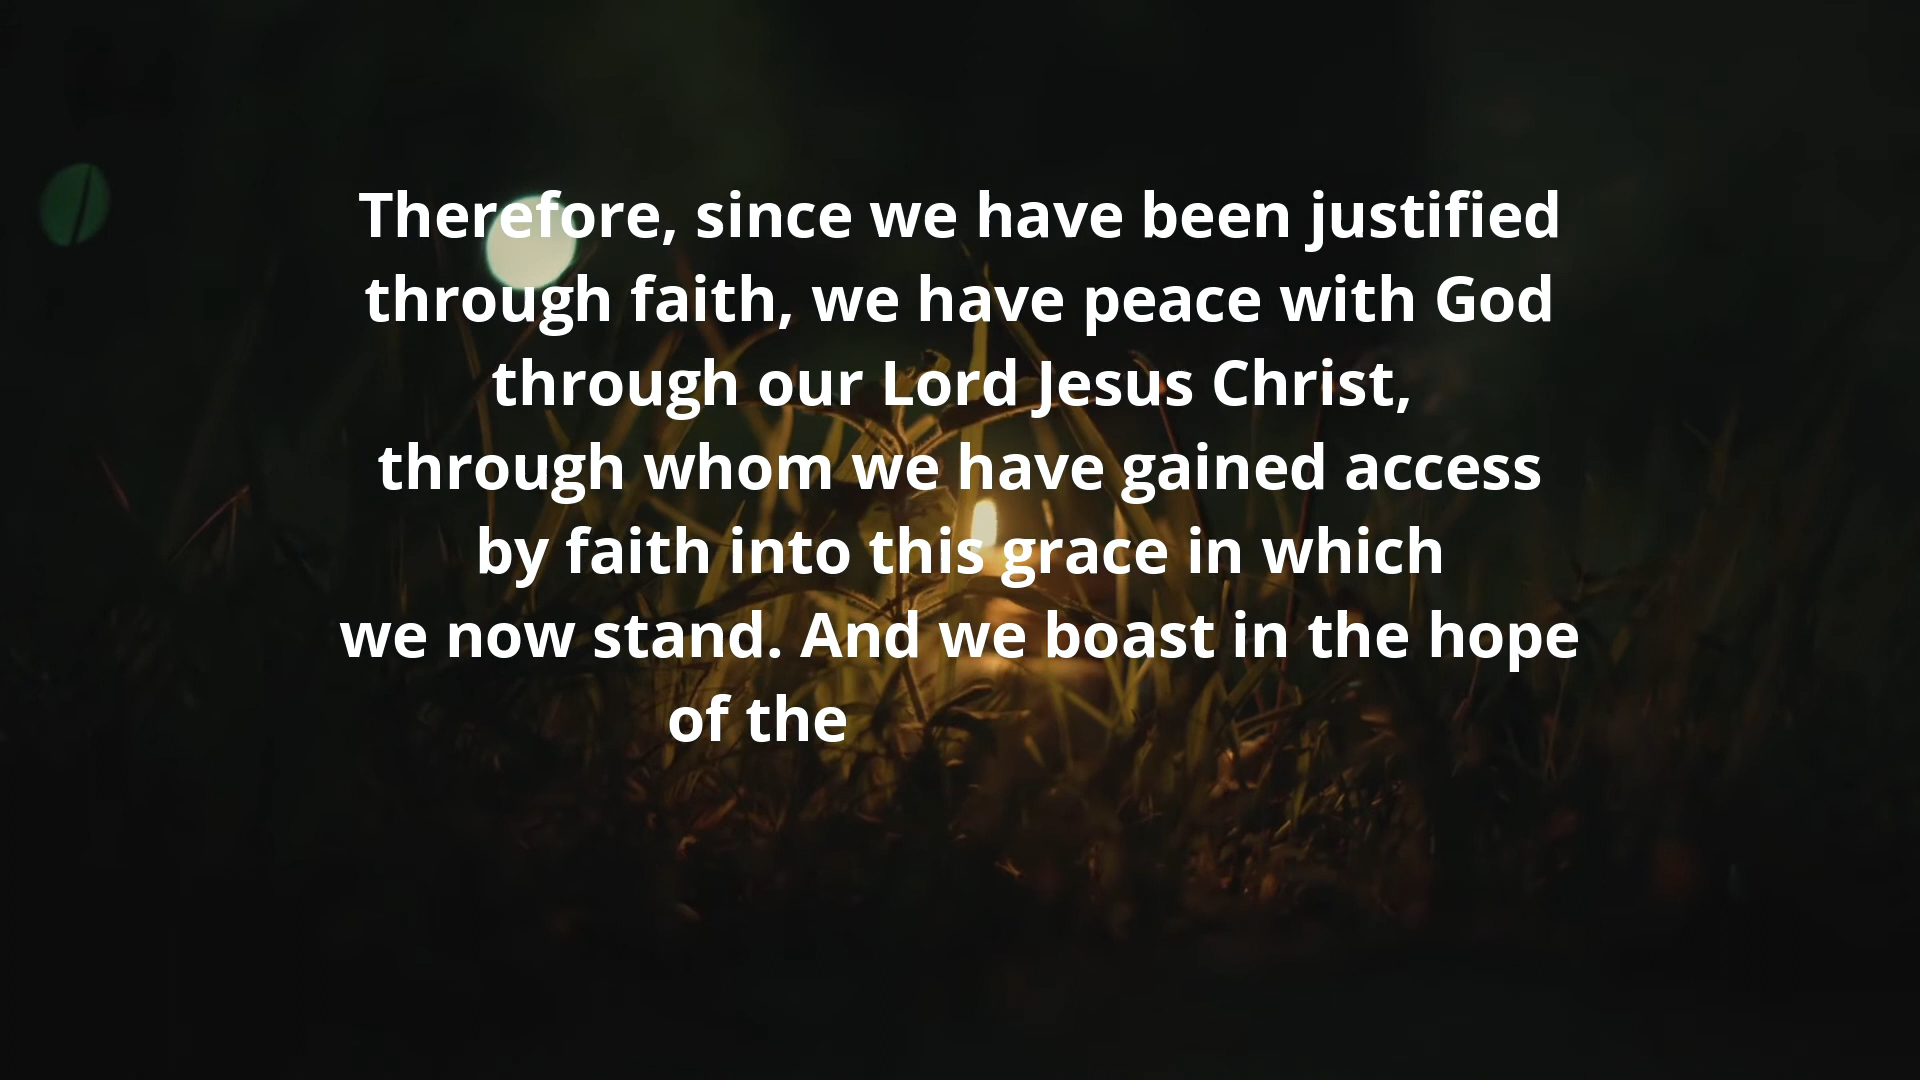 Therefore, since we have been justified
through faith, we have peace with God
through our Lord Jesus Christ,
through whom we have gained access
by faith into this grace in which
we now stand. And we boast in the hope
of the